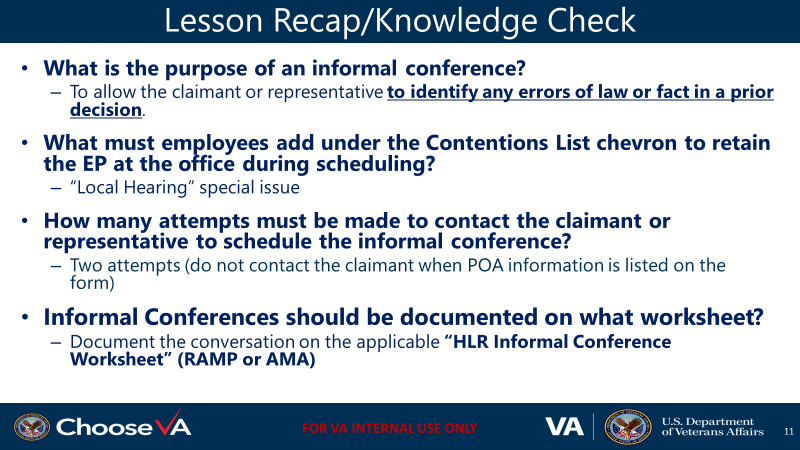 Lesson Recap/Knowledge Check
• What is the purpose of an informal conference?
– To allow the claimant or representative to identify any errors of law or fact in a prior
decision.
• What must employees add under the Contentions List chevron to retain
the EP at the office during scheduling?
– “Local Hearing” special issue
• How many attempts must be made to contact the claimant or
representative to schedule the informal conference?
– Two attempts (do not contact the claimant when POA information is listed on the
form)
• Informal Conferences should be documented on what worksheet?
– Document the conversation on the applicable “HLR Informal Conference
Worksheet” (RAMP or AMA)
Choose VA
FOR VA INTERNAL USE ONLY
VA
U.S. Department
of Veterans Affairs
11